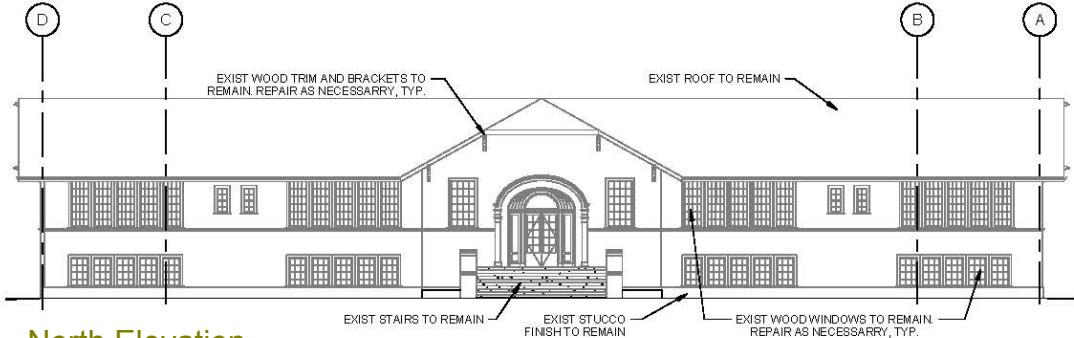 D
C
B
A
EXIST WOOD TRIM AND BRACKETS TO
REMAIN. REPAIR AS NECESSARRY, TYP.
EXIST ROOF TO REMAIN
EXIST STAIRS TO REMAIN
EXIST STUCCO
FINISH TO REMAIN
EXIST WOOD WINDOWS TO REMAIN.
REPAIR AS NECESSARRY, TYP.
North Elevation